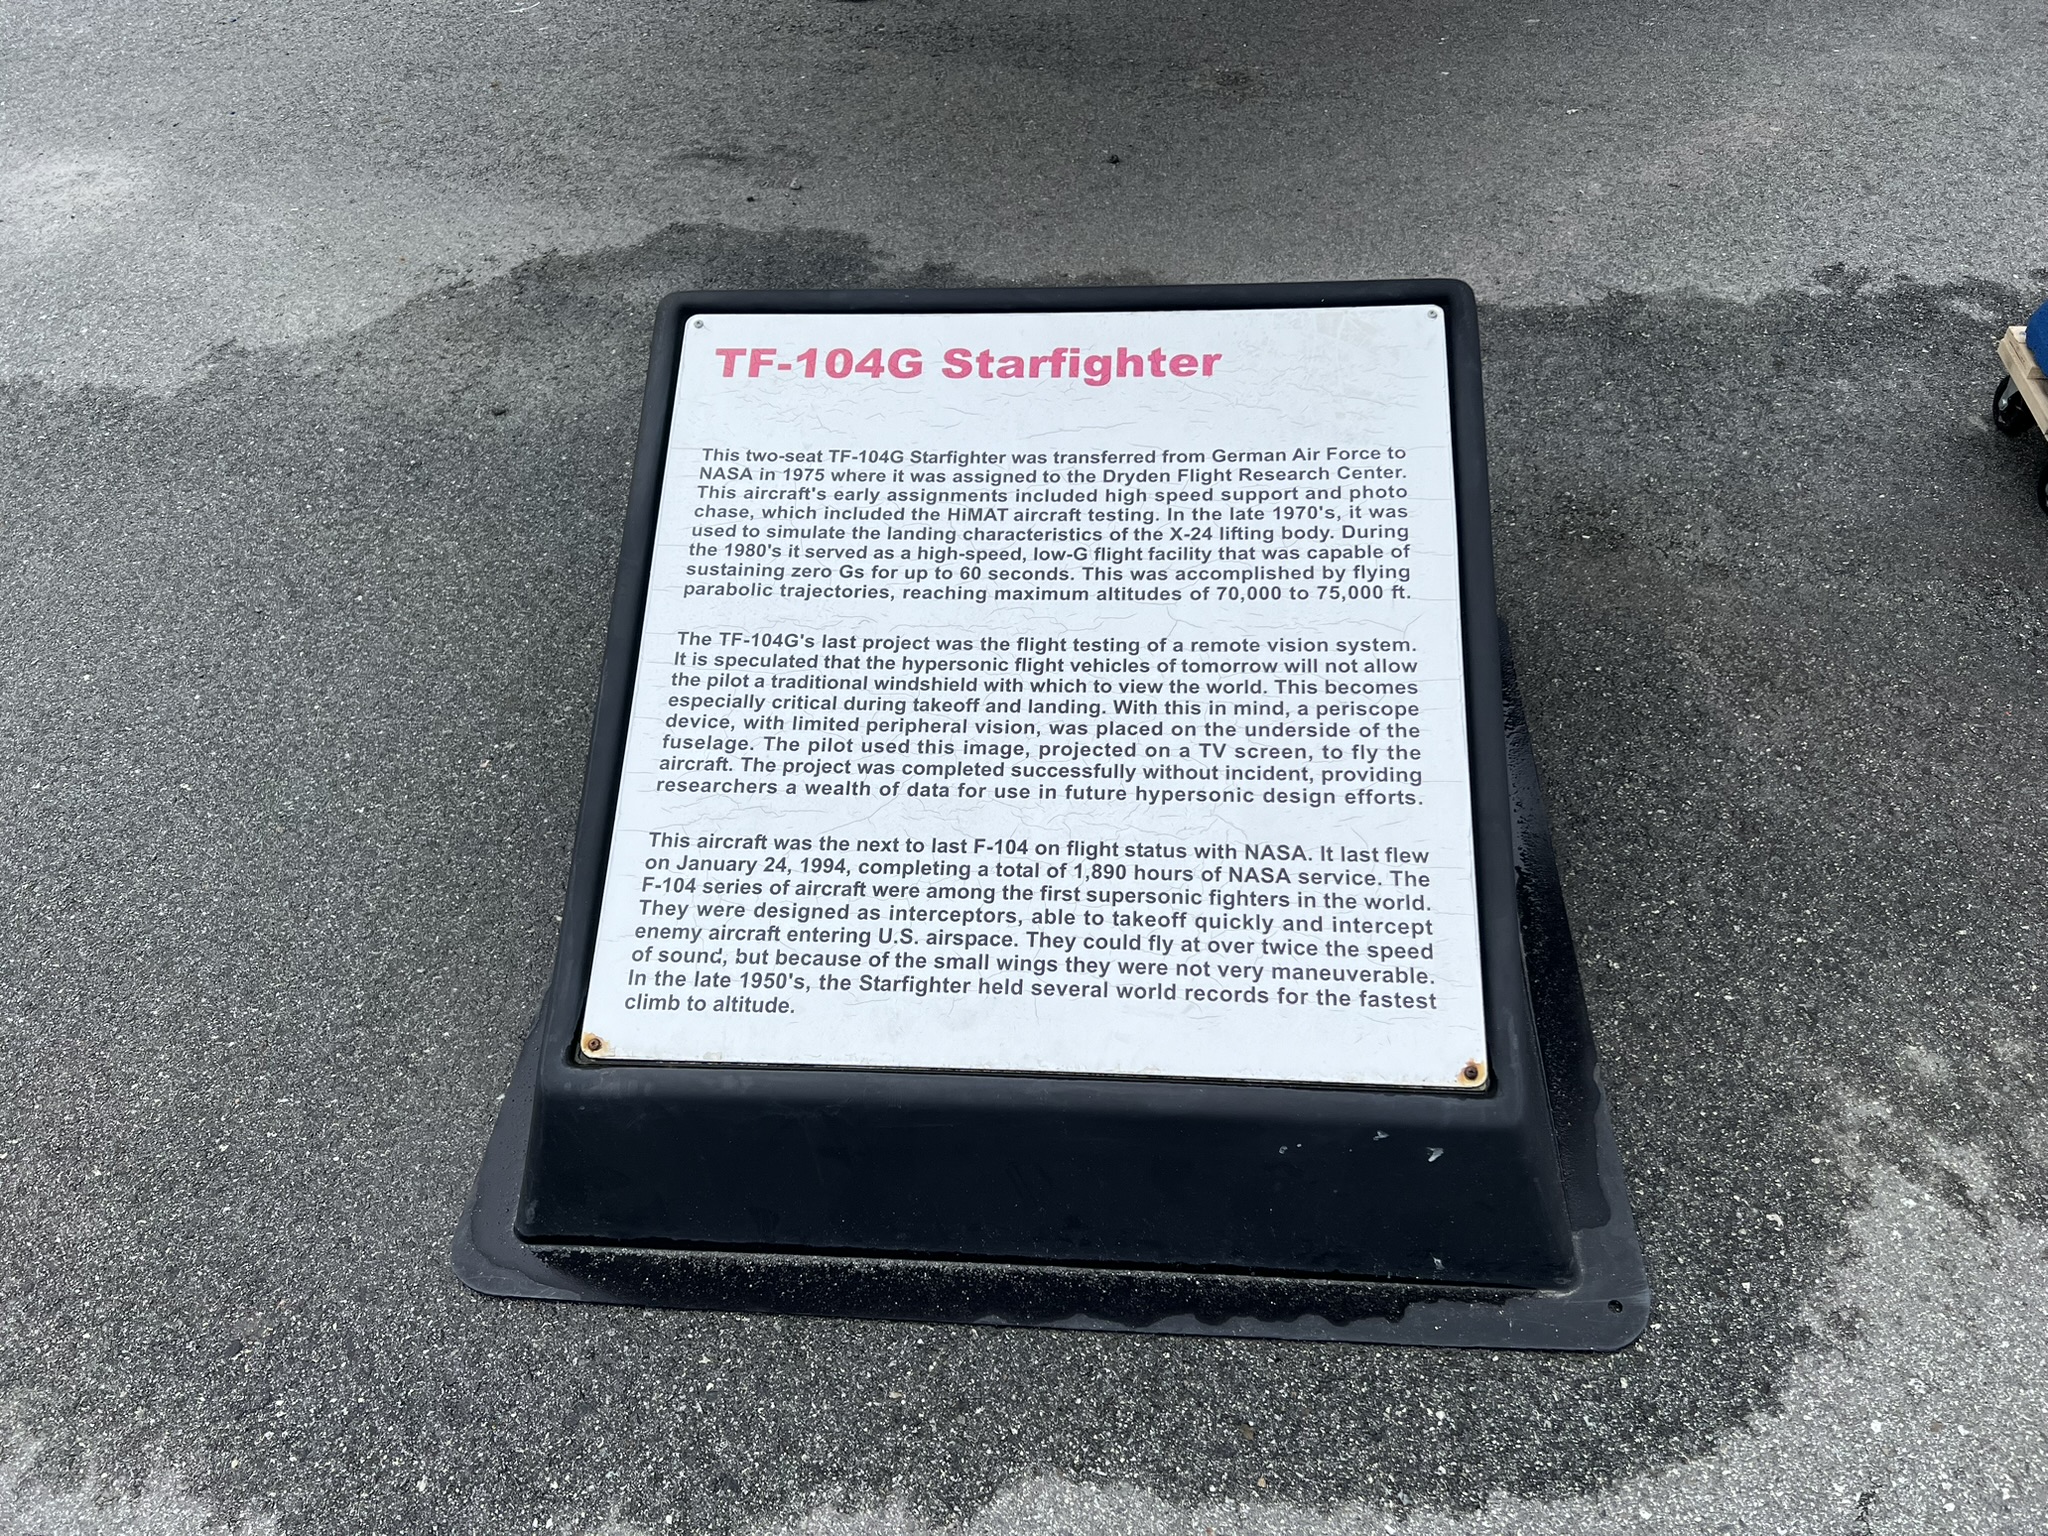 TF-104G Starfighter
This two-seat TF-104G Starfighter was transferred from German Air Force to
NASA in 1975 where it was assigned to the Dryden Flight Research Center.
This aircraft's early assignments included high speed support and photo
chase, which included the HiMAT aircraft testing. In the late 1970's, it was
used to simulate the landing characteristics of the X-24 lifting body. During
the 1980's it served as a high-speed, low-G flight facility that was capable of
sustaining zero Gs for up to 60 seconds. This was accomplished by flying
parabolic trajectories, reaching maximum altitudes of 70,000 to 75,000 ft.
The TF-104G's last project was the flight testing of a remote vision system.
It is speculated that the hypersonic flight vehicles of tomorrow will not allow
the pilot a traditional windshield with which to view the world. This becomes
especially critical during takeoff and landing. With this in mind, a periscope
device, with limited peripheral vision, was placed on the underside of the
fuselage. The pilot used this image, projected on a TV screen, to fly the
aircraft. The project was completed successfully without incident, providing
researchers a wealth of data for use in future hypersonic design efforts.
This aircraft was the next to last F-104 on flight status with NASA. It last flew
on January 24, 1994, completing a total of 1,890 hours of NASA service. The
F-104 series of aircraft were among the first supersonic fighters in the world.
They were designed as interceptors, able to takeoff quickly and intercept
enemy aircraft entering U.S. airspace. They could fly at over twice the speed
of sound, but because of the small wings they were not very maneuverable.
In the late 1950's, the Starfighter held several world records for the fastest
climb to altitude.